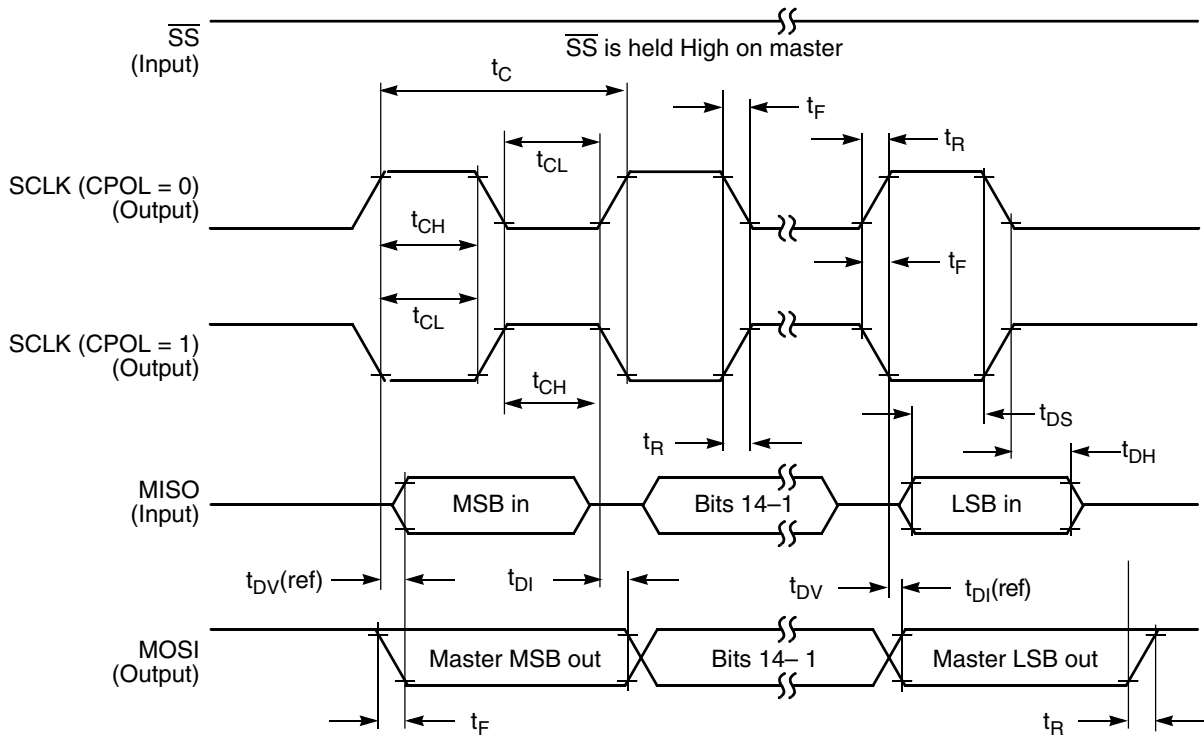 SS
(Input)
SS is held High on master
tC
tF
tR
tCL
SCLK (CPOL = 0)
(Output)
tCH
tF
tCL
SCLK (CPOL = 1)
(Output)
tCH
tDS
tR
tDH
MISO
(Input)
MSB in
Bits 14–1
LSB in
tDV(ref)
tDI
tDV
tDI(ref)
MOSI
(Output)
Master MSB out
Bits 14– 1
Master LSB out
tF
tR